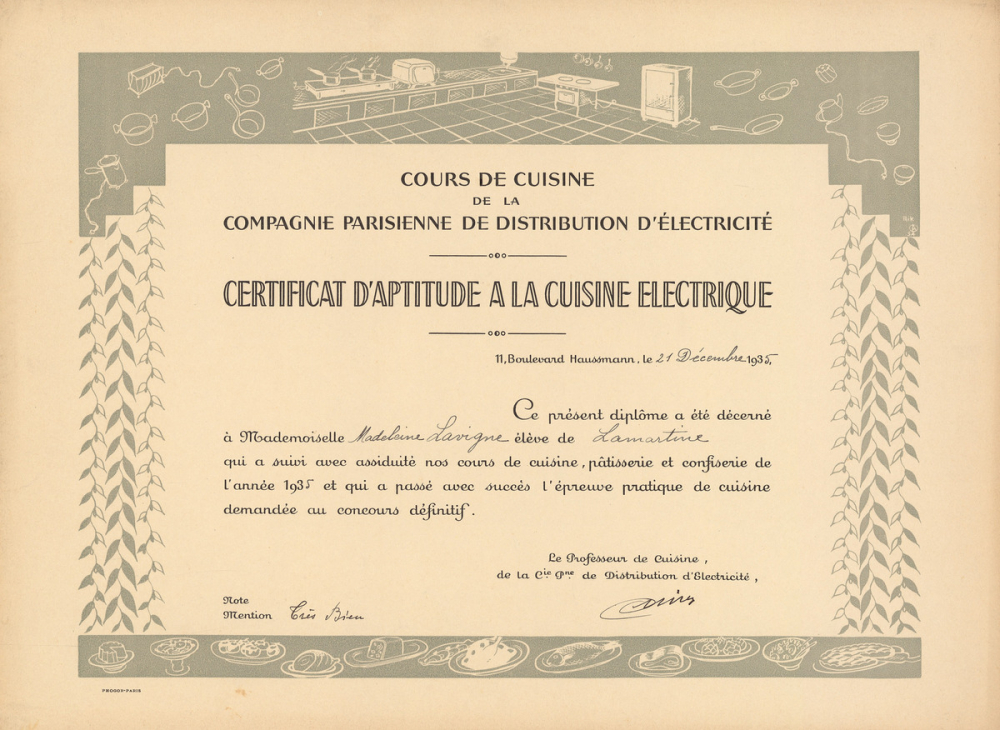 COURS DE CUISINE
DE LA
COMPAGNIE PARISIENNE DE DISTRIBUTION D'ÉLECTRICITÉ
CERTIFICAT D'APTITUDE A LA CUISINE ELECTRIQUE
11, Boulevard Haussmann, le 21 Décembre 1935
Ce présent diplôme a été décerné
à Mademoiselle Madeleine Lavigne élève de Lamartine
qui a suivi avec assiduité nos cours de cuisine, pâtisserie et confiserie de
l'année 1935 et qui a passé avec succès l'épreuve pratique de cuisine
demandée au concours définitif.
Le Professeur de Cuisine,
de la Cie Pne de Distribution d'Electricité,
Note
Mention Très Bien